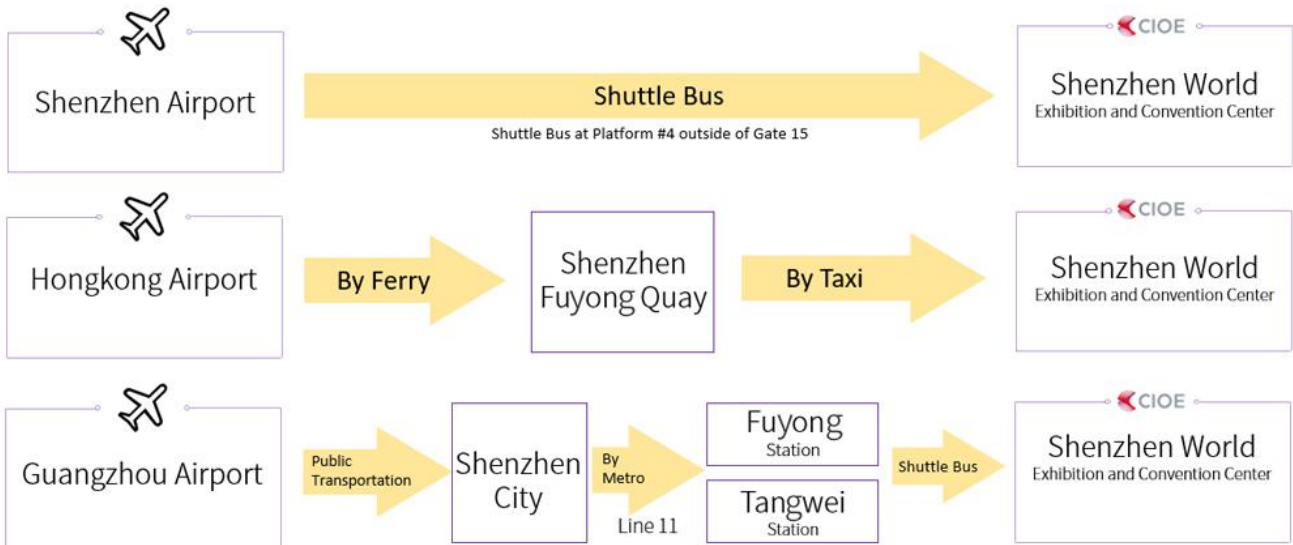 CIOE
Shenzhen Airport
Shuttle Bus
Shuttle Bus at Platform #4 outside of Gate 15
Shenzhen World
Exhibition and Convention Center
CIOE
Hongkong Airport
By Ferry
Shenzhen
Fuyong Quay
By Taxi
Shenzhen World
Exhibition and Convention Center
CIOE
Guangzhou Airport
Public
Transportation
Shenzhen
City
By
Metro
Line 11
Fuyong
Station
Tangwei
Station
Shuttle Bus
Shenzhen World
Exhibition and Convention Center